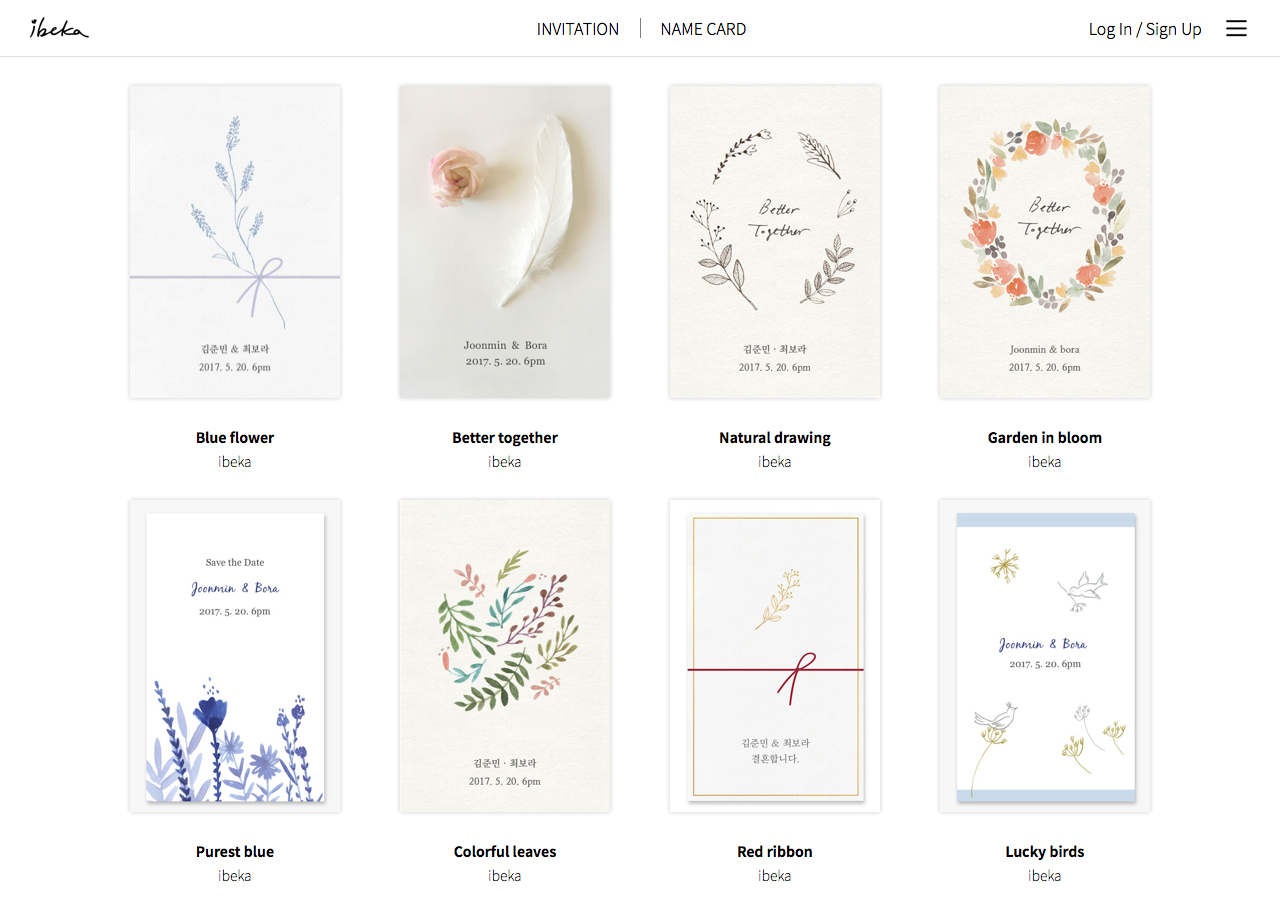 ibeka
INVITATION
NAME CARD
Log In / Sign Up
김준민 & 최보라
2017. 5. 20. 6pm
Blue flower
ibeka
Joonmin & Bora
2017. 5. 20. 6pm
Better together
ibeka
Better
Together
김준민 · 최보라
2017. 5. 20. 6pm
Natural drawing
ibeka
Better
Together
Joonmin & bora
2017. 5. 20. 6pm
Garden in bloom
ibeka
Save the Date
Joonmin & Bora
2017. 5. 20. 6pm
Purest blue
ibeka
김준민 · 최보라
2017. 5. 20. 6pm
Colorful leaves
ibeka
김준민 & 최보라
결혼합니다.
Red ribbon
ibeka
Joonmin & Bora
2017. 5. 20. 6pm
Lucky birds
ibeka